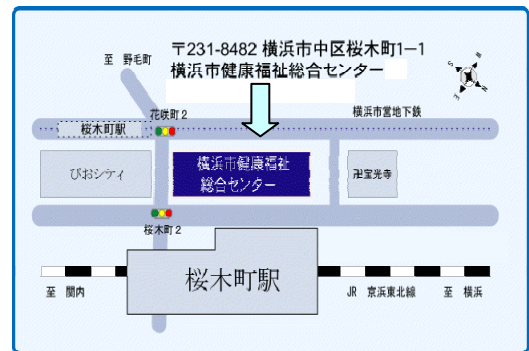 〒231-8482 横浜市中区桜木町1-1
横浜市健康福祉総合センター
至 野毛町
花咲町2
横浜市営地下鉄
桜木町駅
ぴおシティ
横浜市健康福祉
総合センター
卍宝光寺
桜木町2
桜木町駅
至 関内
JR 京浜東北線
至 横浜
S
W
E
N